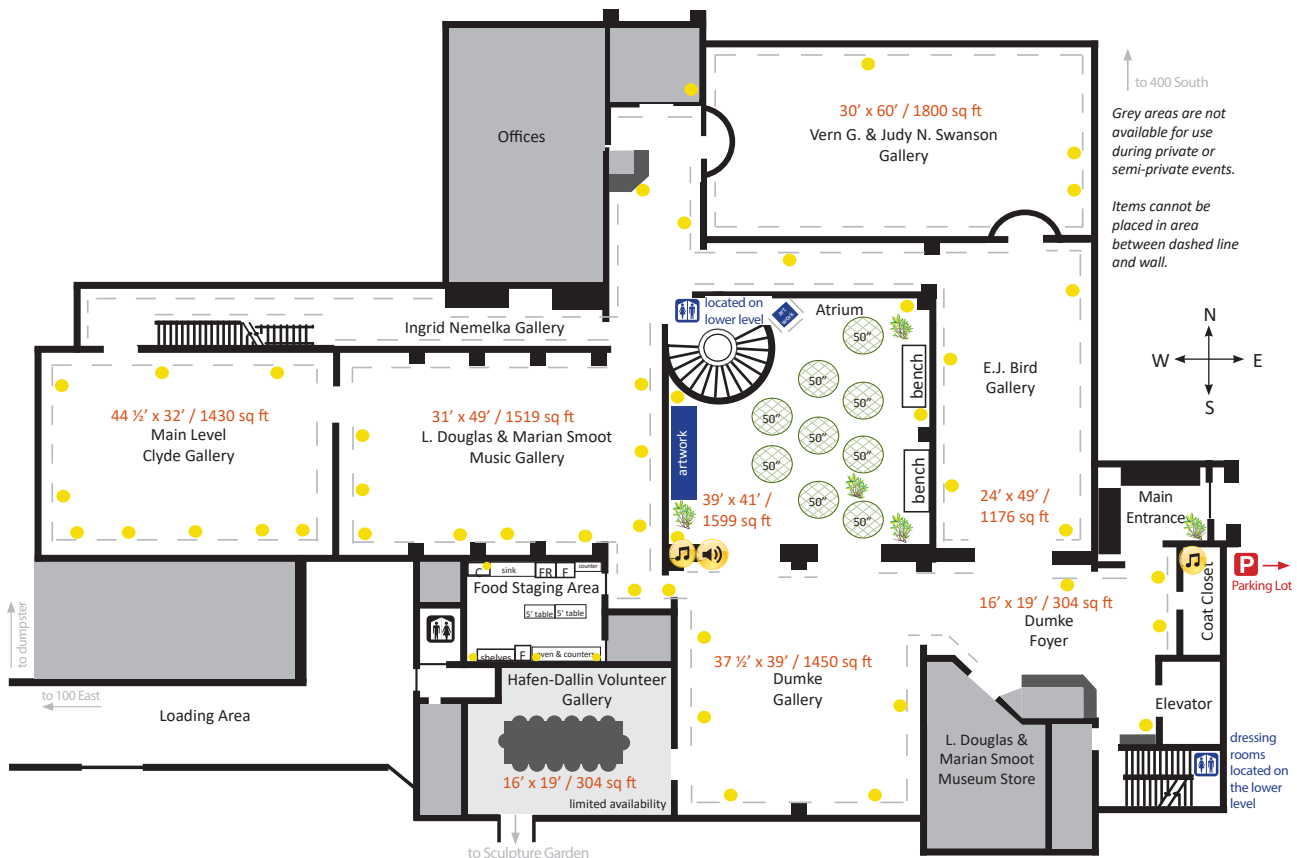 to 400 South
Grey areas are not
available for use
during private or
semi-private events.
Items cannot be
placed in area
between dashed line
and wall.
Offices
30’ x 60’ / 1800 sq ft
Vern G. & Judy N. Swanson
Gallery
N
W
E
S
located on
lower level
art
work
Atrium
Ingrid Nemelka Gallery
50”
50”
50”
50”
50”
50”
50”
50”
50”
bench
bench
artwork
39’ x 41’ /
1599 sq ft
E.J. Bird
Gallery
24’ x 49’ /
1176 sq ft
44 ½’ x 32’ / 1430 sq ft
Main Level
Clyde Gallery
31’ x 49’ / 1519 sq ft
L. Douglas & Marian Smoot
Music Gallery
Main
Entrance
P
Parking Lot
Coat Closet
C
sink
FR
F
counter
Food Staging Area
5’ table
5’ table
shelves
F
oven & counters
16’ x 19’ / 304 sq ft
Dumke
Foyer
37 ½’ x 39’ / 1450 sq ft
Dumke
Gallery
Elevator
to dumpster
to 100 East
Loading Area
Hafen-Dallin Volunteer
Gallery
16’ x 19’ / 304 sq ft
limited availability
L. Douglas &
Marian Smoot
Museum Store
dressing
rooms
located on
the lower
level
to Sculpture Garden